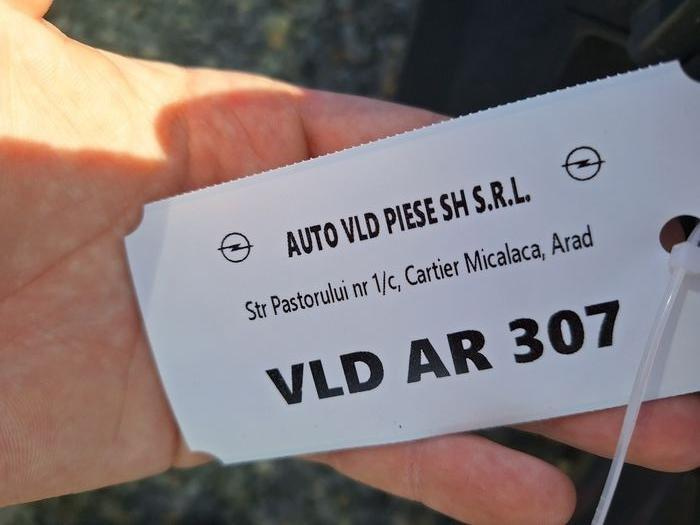 AUTO VLD PIESE SH S.R.L.
Str Pastorului nr 1/c, Cartier Micalaca, Arad
VLD AR 307